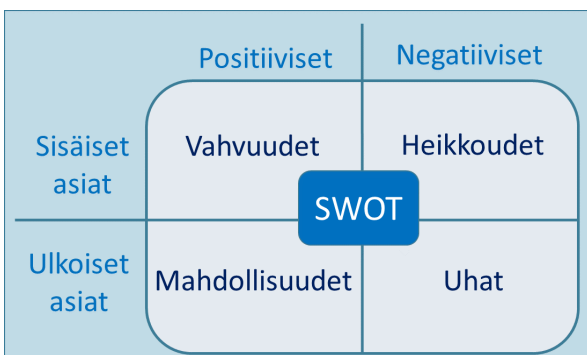 Positiiviset
Negatiiviset
Sisäiset
asiat
Vahvuudet
Heikkoudet
SWOT
Ulkoiset
asiat
Mahdollisuudet
Uhat